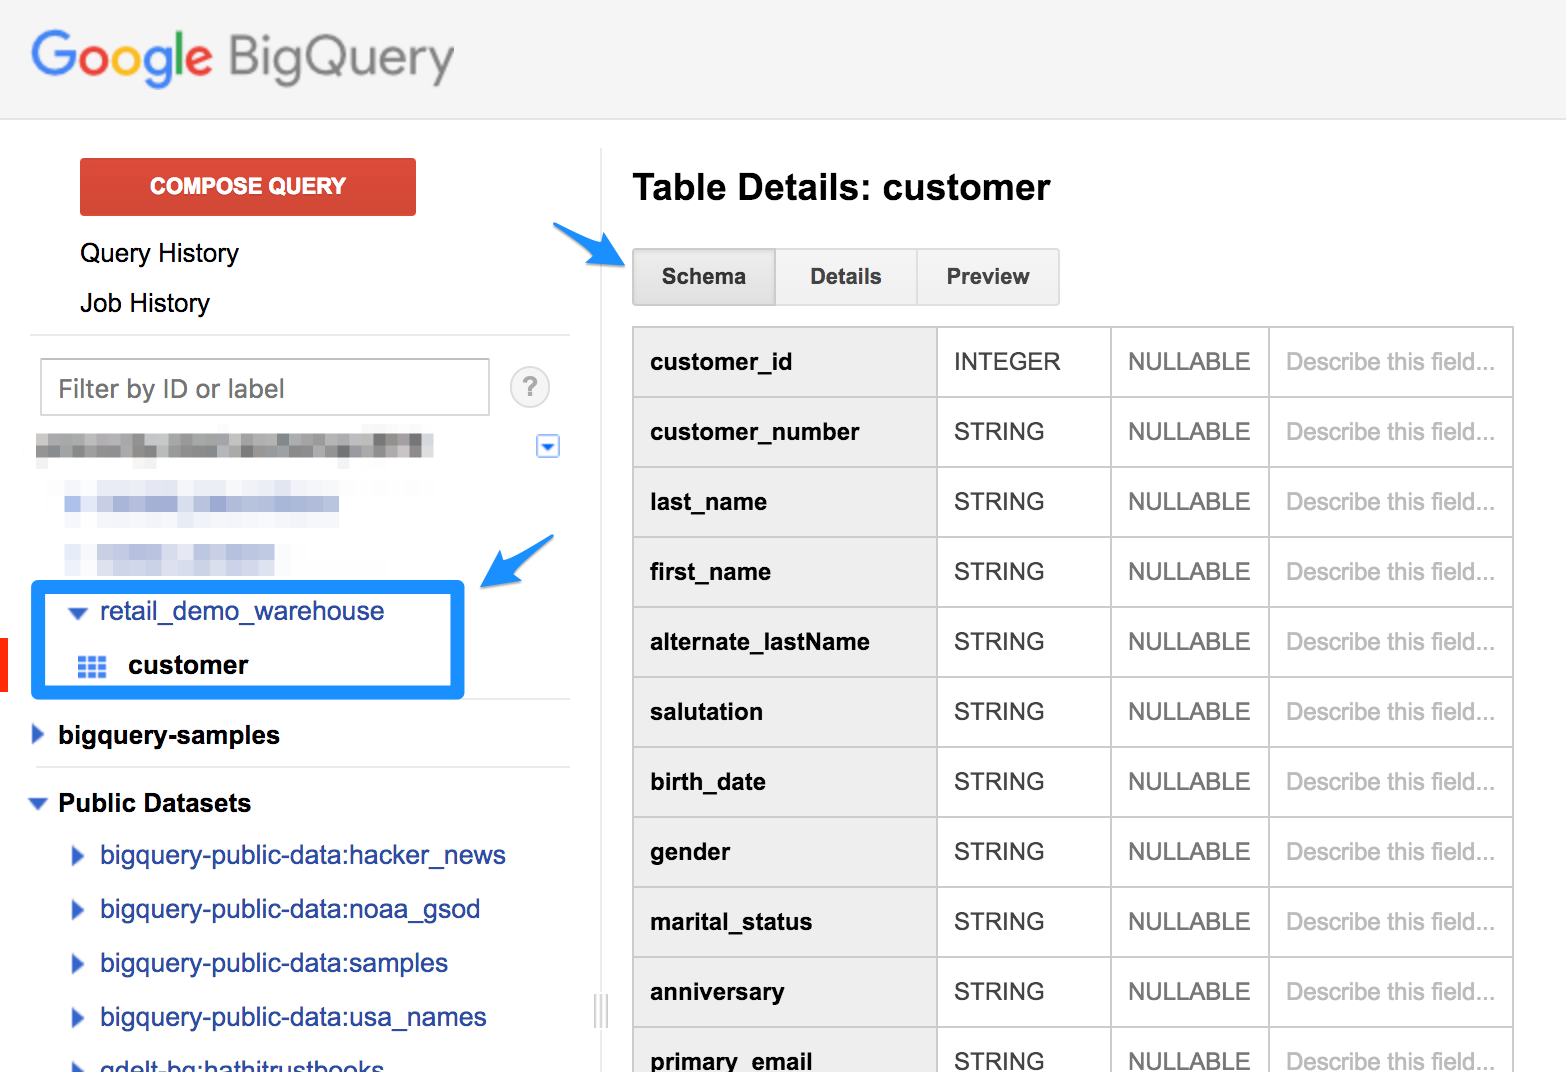 Google BigQuery
COMPOSE QUERY
Query History
Job History
Filter by ID or label
?
retail_demo_warehouse
customer
bigquery-samples
Public Datasets
bigquery-public-data:hacker_news
bigquery-public-data:noaa_gsod
bigquery-public-data:samples
bigquery-public-data:usa_names
gdelt-bq:hathitrustbooks
Table Details: customer
Schema Details Preview
customer_id INTEGER NULLABLE Describe this field...
customer_number STRING NULLABLE Describe this field...
last_name STRING NULLABLE Describe this field...
first_name STRING NULLABLE Describe this field...
alternate_lastName STRING NULLABLE Describe this field...
salutation STRING NULLABLE Describe this field...
birth_date STRING NULLABLE Describe this field...
gender STRING NULLABLE Describe this field...
marital_status STRING NULLABLE Describe this field...
anniversary STRING NULLABLE Describe this field...
primary_email STRING NULLABLE Describe this field...